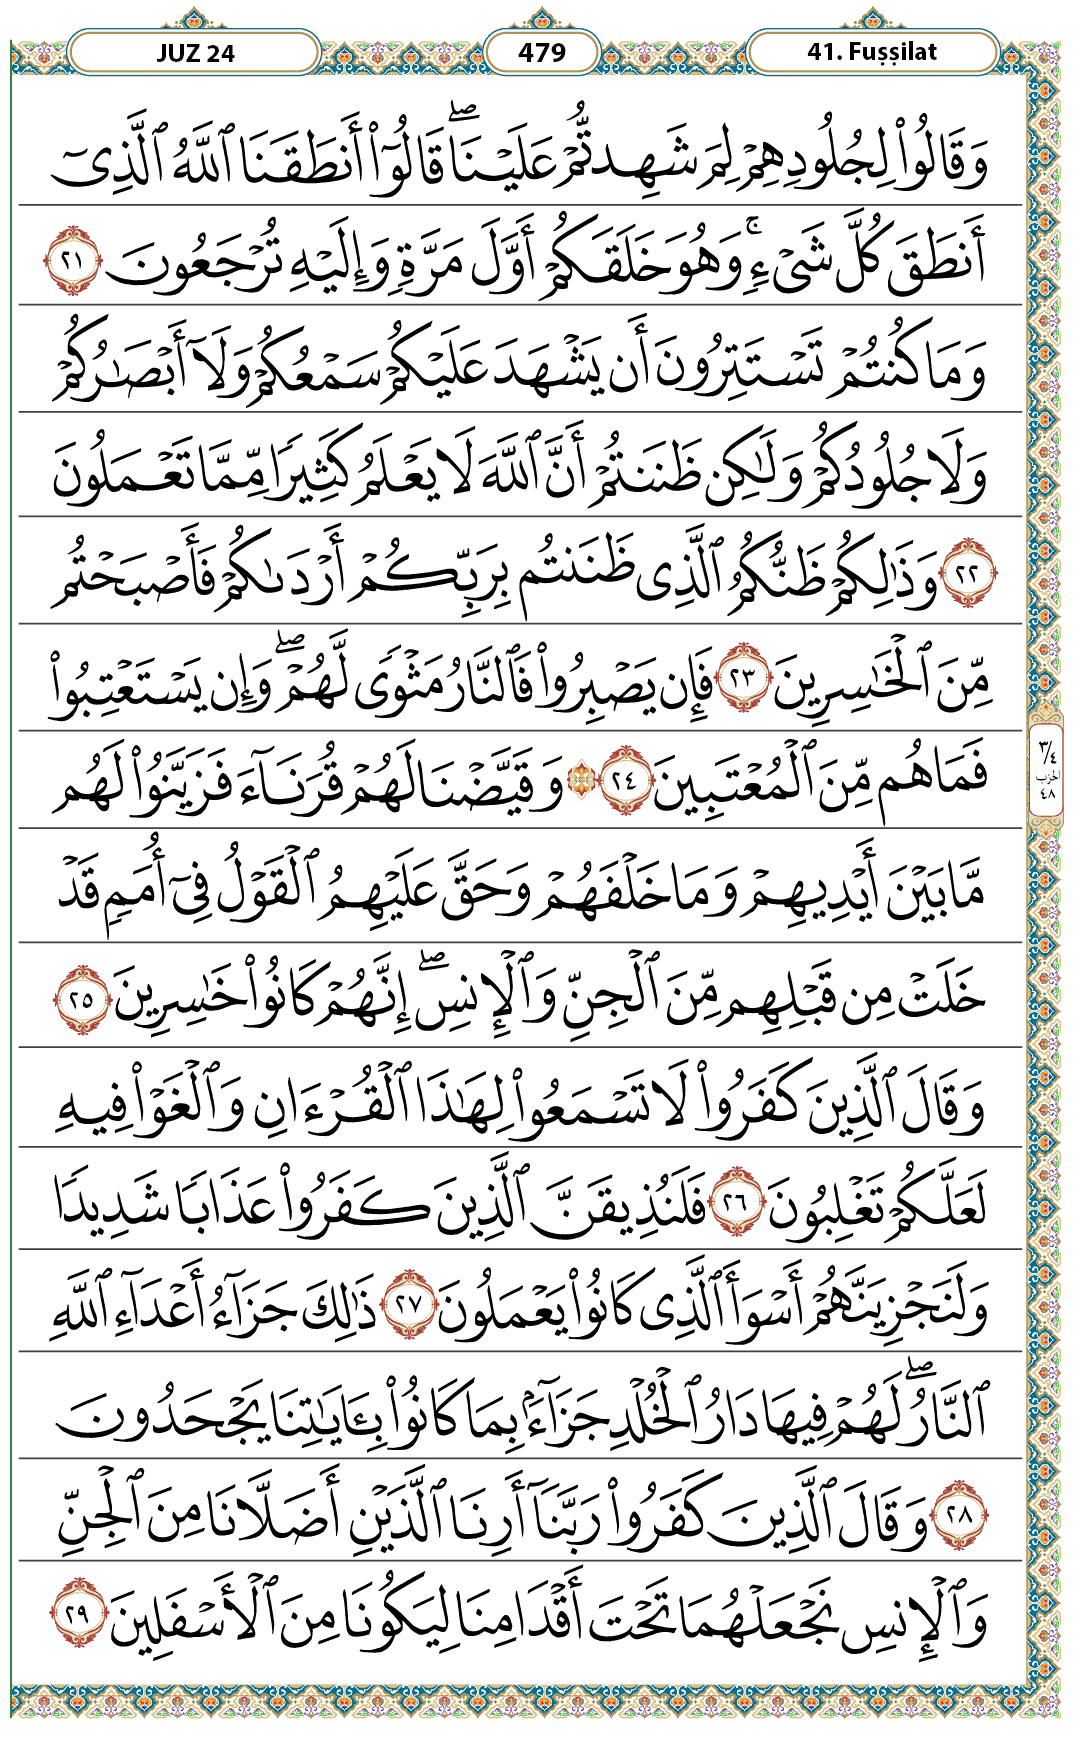 JUZ 24
479
41. Fuṣṣilat
وَقَالُوا۟ لِجُلُودِهِمْ لِمَ شَهِدتُّمْ عَلَيْنَا ۖ قَالُوٓا۟ أَنطَقَنَا ٱللَّهُ ٱلَّذِىٓ
أَنطَقَ كُلَّ شَىْءٍ ۚ وَهُوَ خَلَقَكُمْ أَوَّلَ مَرَّةٍ وَإِلَيْهِ تُرْجَعُونَ ٢١
وَمَا كُنتُمْ تَسْتَتِرُونَ أَن يَشْهَدَ عَلَيْكُمْ سَمْعُكُمْ وَلَآ أَبْصَـٰرُكُمْ
وَلَا جُلُودُكُمْ وَلَـٰكِن ظَنَنتُمْ أَنَّ ٱللَّهَ لَا يَعْلَمُ كَثِيرًا مِّمَّا تَعْمَلُونَ
٢٢ وَذَٰلِكُمْ ظَنُّكُمُ ٱلَّذِى ظَنَنتُم بِرَبِّكُمْ أَرْدَىٰكُمْ فَأَصْبَحْتُم
مِّنَ ٱلْخَـٰسِرِينَ ٢٣ فَإِن يَصْبِرُوا۟ فَٱلنَّارُ مَثْوًى لَّهُمْ ۖ وَإِن يَسْتَعْتِبُوا۟
فَمَا هُم مِّنَ ٱلْمُعْتَبِينَ ٢٤ ۞ وَقَيَّضْنَا لَهُمْ قُرَنَآءَ فَزَيَّنُوا۟ لَهُم
مَّا بَيْنَ أَيْدِيهِمْ وَمَا خَلْفَهُمْ وَحَقَّ عَلَيْهِمُ ٱلْقَوْلُ فِىٓ أُمَمٍ قَدْ
خَلَتْ مِن قَبْلِهِم مِّنَ ٱلْجِنِّ وَٱلْإِنسِ ۖ إِنَّهُمْ كَانُوا۟ خَـٰسِرِينَ ٢٥
وَقَالَ ٱلَّذِينَ كَفَرُوا۟ لَا تَسْمَعُوا۟ لِهَـٰذَا ٱلْقُرْءَانِ وَٱلْغَوْا۟ فِيهِ
لَعَلَّكُمْ تَغْلِبُونَ ٢٦ فَلَنُذِيقَنَّ ٱلَّذِينَ كَفَرُوا۟ عَذَابًا شَدِيدًا
وَلَنَجْزِيَنَّهُمْ أَسْوَأَ ٱلَّذِى كَانُوا۟ يَعْمَلُونَ ٢٧ ذَٰلِكَ جَزَآءُ أَعْدَآءِ ٱللَّهِ
ٱلنَّارُ ۖ لَهُمْ فِيهَا دَارُ ٱلْخُلْدِ جَزَآءًۢ بِمَا كَانُوا۟ بِـَٔايَـٰتِنَا يَجْحَدُونَ
٢٨ وَقَالَ ٱلَّذِينَ كَفَرُوا۟ رَبَّنَآ أَرِنَا ٱلَّذَيْنِ أَضَلَّانَا مِنَ ٱلْجِنِّ
وَٱلْإِنسِ نَجْعَلْهُمَا تَحْتَ أَقْدَامِنَا لِيَكُونَا مِنَ ٱلْأَسْفَلِينَ ٢٩
٣/٤
الحزب
٤٨